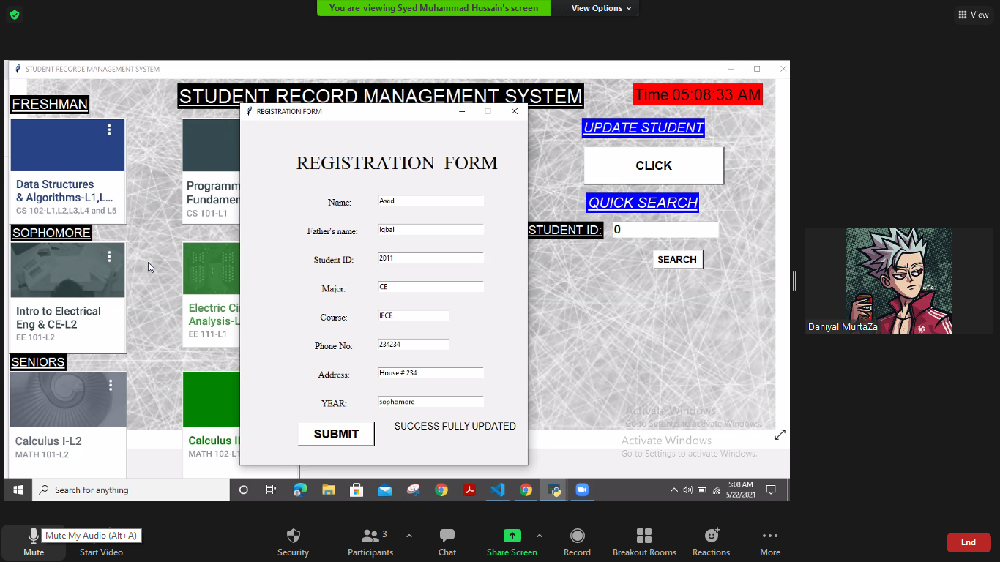 You are viewing Syed Muhammad Hussain's screen
View Options
View
STUDENT RECORDE MANAGEMENT SYSTEM
STUDENT RECORD MANAGEMENT SYSTEM
Time 05:08:33 AM
FRESHMAN
Data Structures
& Algorithms-L1,L...
CS 102-L1,L2,L3,L4 and L5
Programm
Fundamen
CS 101-L1
SOPHOMORE
Intro to Electrical
Eng & CE-L2
EE 101-L2
Electric Ci
Analysis-L
EE 111-L1
SENIORS
Calculus I-L2
MATH 101-L2
Calculus II
MATH 102-L1
REGISTRATION FORM
REGISTRATION FORM
Name: Asad
Father's name: Iqbal
Student ID: 2011
Major: CE
Course: IECE
Phone No: 234234
Address: House # 234
YEAR: sophomore
SUBMIT
SUCCESS FULLY UPDATED
UPDATE STUDENT
CLICK
QUICK SEARCH
STUDENT ID: 0
SEARCH
Activate Windows
Go to Settings to activate Windows.
Activate Windows
Go to Settings to activate Windows.
Daniyal MurtaZa
Search for anything
5:08 AM
5/22/2021
Mute My Audio (Alt+A)
Mute
Start Video
Security
Participants
3
Chat
Share Screen
Record
Breakout Rooms
Reactions
More
End